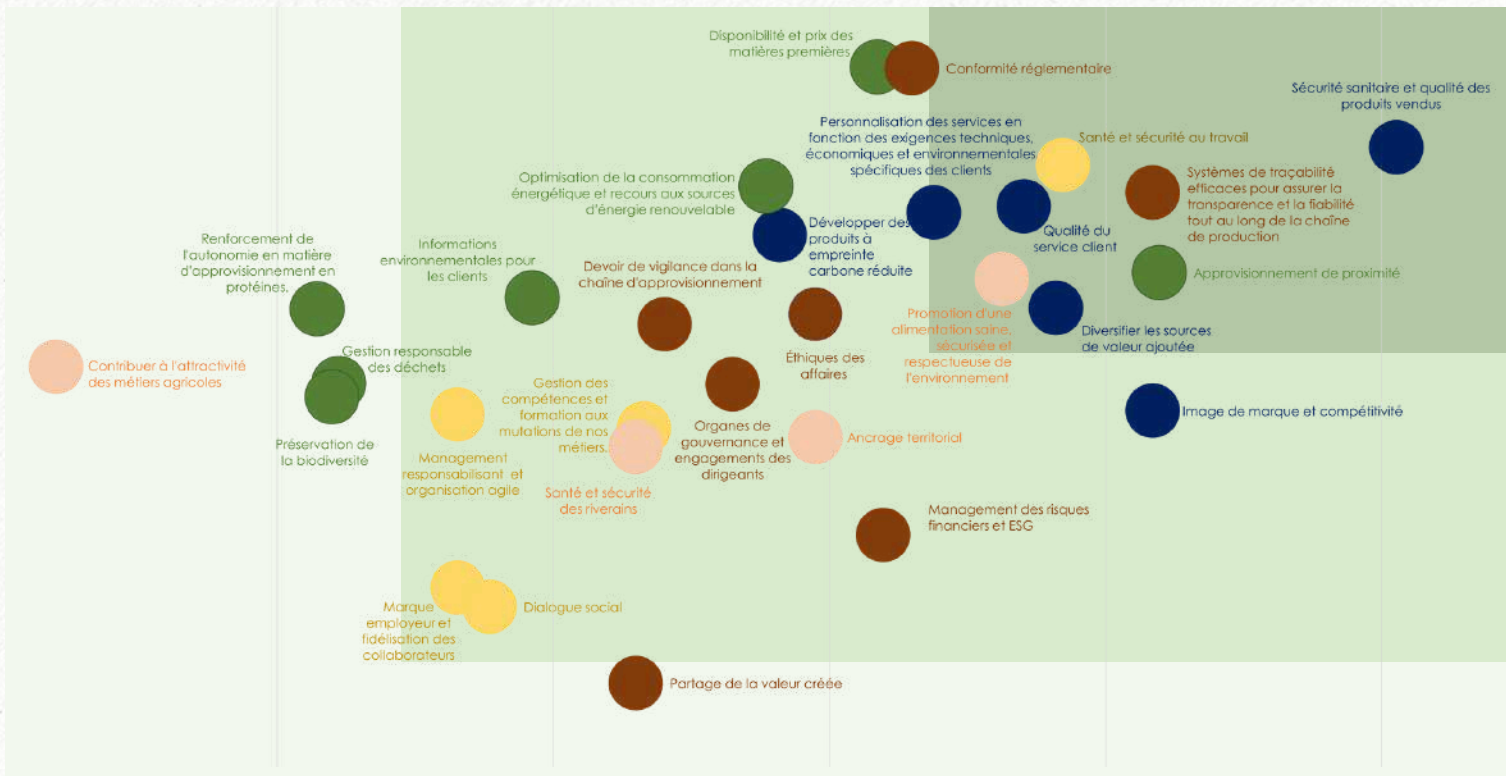 Disponibilité et prix des
matières premières
Conformité réglementaire
Sécurité sanitaire et qualité des
produits vendus
Personnalisation des services en
fonction des exigences techniques,
économiques et environnementales
spécifiques des clients
Santé et sécurité au travail
Optimisation de la consommation
énergétique et recours aux sources
d'énergie renouvelable
Systèmes de traçabilité
efficaces pour assurer la
transparence et la fiabilité
tout au long de la chaîne
de production
Développer des
produits à
empreinte
carbone réduite
Qualité du
service client
Renforcement de
l'autonomie en matière
d'approvisionnement en
protéines.
Informations
environnementales pour
les clients
Devoir de vigilance dans la
chaîne d'approvisionnement
Approvisionnement de proximité
Promotion d'une
alimentation saine,
sécurisée et
respectueuse de
l'environnement
Diversifier les sources
de valeur ajoutée
Contribuer à l'attractivité
des métiers agricoles
Gestion responsable
des déchets
Éthiques des
affaires
Gestion des
compétences et
formation aux
mutations de nos
métiers.
Image de marque et compétitivité
Préservation de
la biodiversité
Management
responsabilisant et
organisation agile
Organes de
gouvernance et
engagements des
dirigeants
Ancrage territorial
Santé et sécurité
des riverains
Management des risques
financiers et ESG
Marque
employeur et
fidélisation des
collaborateurs
Dialogue social
Partage de la valeur créée